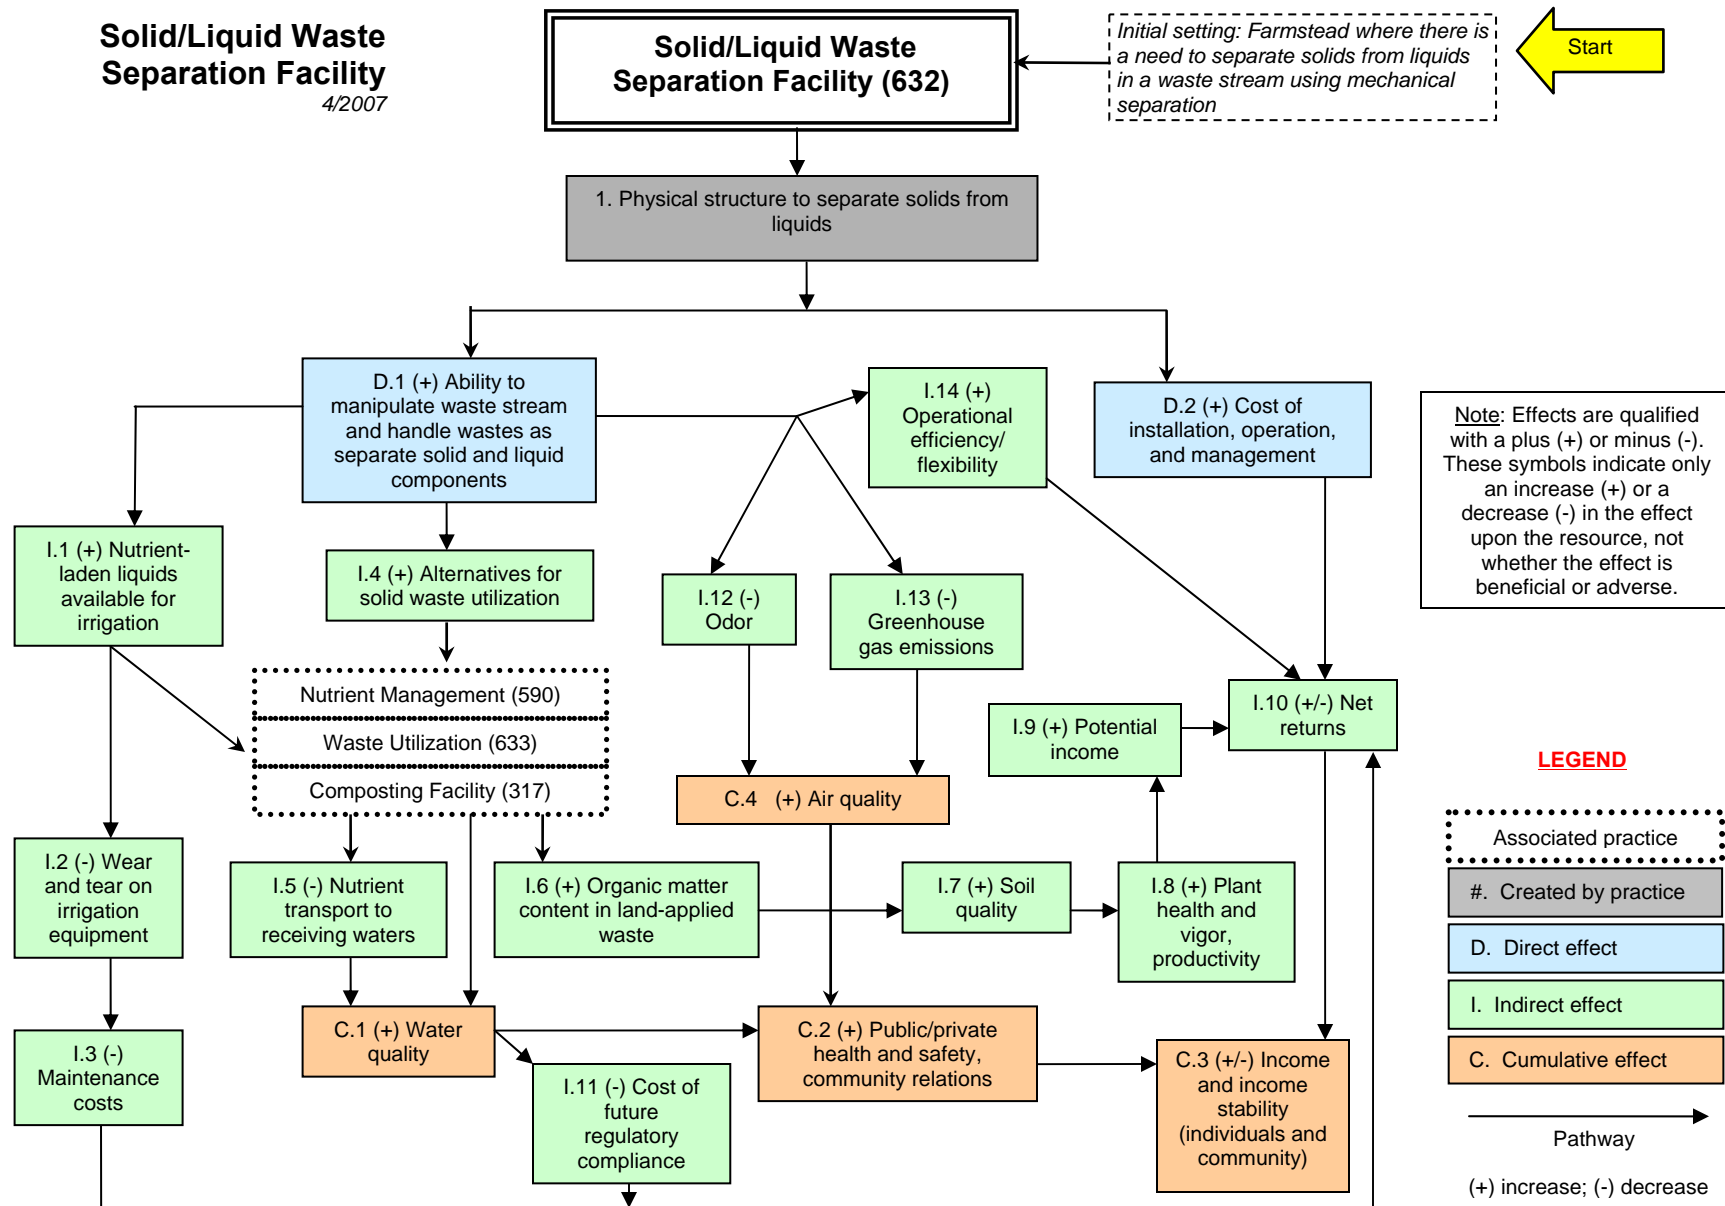 Solid/Liquid Waste
Separation Facility
4/2007
Solid/Liquid Waste
Separation Facility (632)
Initial setting: Farmstead where there is
a need to separate solids from liquids
in a waste stream using mechanical
separation
Start
1. Physical structure to separate solids from
liquids
D.1 (+) Ability to
manipulate waste stream
and handle wastes as
separate solid and liquid
components
I.14 (+)
Operational
efficiency/
flexibility
D.2 (+) Cost of
installation, operation,
and management
Note: Effects are qualified
with a plus (+) or minus (-).
These symbols indicate only
an increase (+) or a
decrease (-) in the effect
upon the resource, not
whether the effect is
beneficial or adverse.
I.1 (+) Nutrient-
laden liquids
available for
irrigation
I.4 (+) Alternatives for
solid waste utilization
I.12 (-)
Odor
I.13 (-)
Greenhouse
gas emissions
Nutrient Management (590)
Waste Utilization (633)
Composting Facility (317)
I.9 (+) Potential
income
I.10 (+/-) Net
returns
C.4 (+) Air quality
I.2 (-) Wear
and tear on
irrigation
equipment
I.5 (-) Nutrient
transport to
receiving waters
I.6 (+) Organic matter
content in land-applied
waste
I.7 (+) Soil
quality
I.8 (+) Plant
health and
vigor,
productivity
I.3 (-)
Maintenance
costs
C.1 (+) Water
quality
I.11 (-) Cost of
future
regulatory
compliance
C.2 (+) Public/private
health and safety,
community relations
C.3 (+/-) Income
and income
stability
(individuals and
community)
LEGEND
Associated practice
#. Created by practice
D. Direct effect
I. Indirect effect
C. Cumulative effect
Pathway
(+) increase; (-) decrease